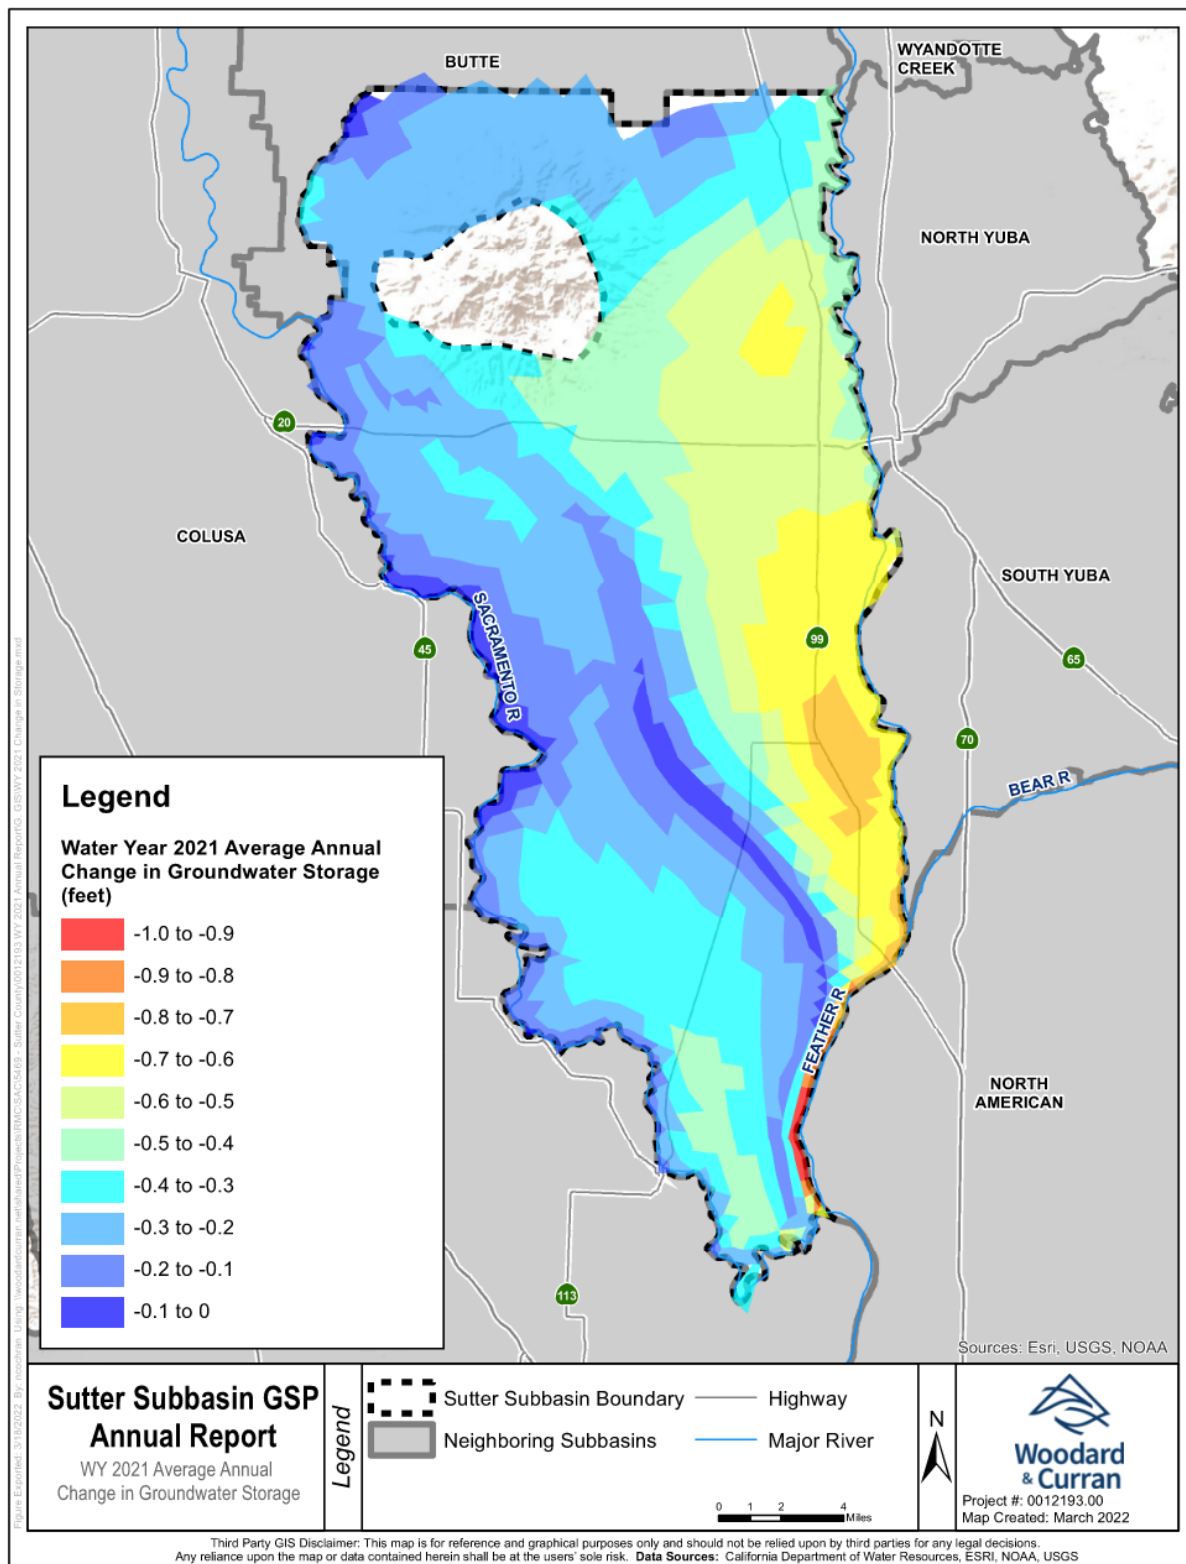 BUTTE
WYANDOTTE
CREEK
NORTH YUBA
20
COLUSA
SOUTH YUBA
SACRAMENTO R
45
99
65
70
BEAR R
FEATHER R
NORTH
AMERICAN
113
Legend
Water Year 2021 Average Annual
Change in Groundwater Storage
(feet)
-1.0 to -0.9
-0.9 to -0.8
-0.8 to -0.7
-0.7 to -0.6
-0.6 to -0.5
-0.5 to -0.4
-0.4 to -0.3
-0.3 to -0.2
-0.2 to -0.1
-0.1 to 0
Sources: Esri, USGS, NOAA
Sutter Subbasin GSP
Annual Report
WY 2021 Average Annual
Change in Groundwater Storage
Legend
Sutter Subbasin Boundary
Highway
Neighboring Subbasins
Major River
0 1 2 4
Miles
N
Woodard
& Curran
Project #: 0012193.00
Map Created: March 2022
Third Party GIS Disclaimer: This map is for reference and graphical purposes only and should not be relied upon by third parties for any legal decisions.
Any reliance upon the map or data contained herein shall be at the users' sole risk. Data Sources: California Department of Water Resources, ESRI, NOAA, USGS
Figure Exported: 3/18/2022 By: ncochran Using: